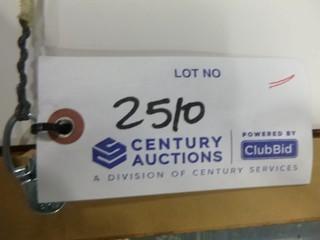 LOT NO
2510
CENTURY AUCTIONS
POWERED BY
ClubBid
A DIVISION OF CENTURY SERVICES